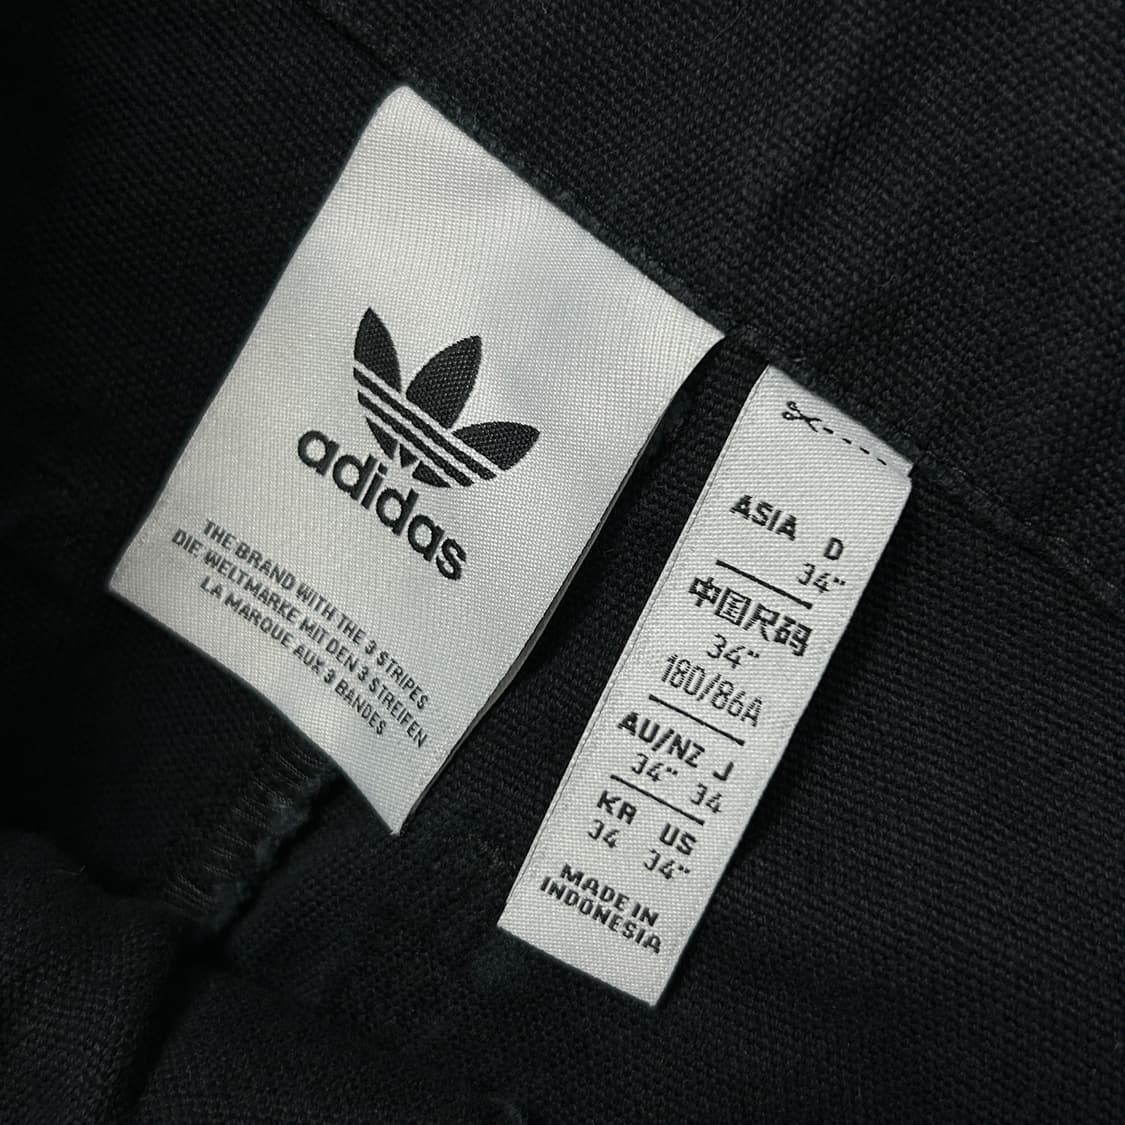 adidas
THE BRAND WITH THE 3 STRIPES
DIE WELTMARKE MIT DEN 3 STREIFEN
LA MARQUE AUX 3 BANDES
ASIA D
34"
中国尺码
34"
180/86A
AU/NZ J
34" 34
KR US
34 34"
MADE IN
INDONESIA